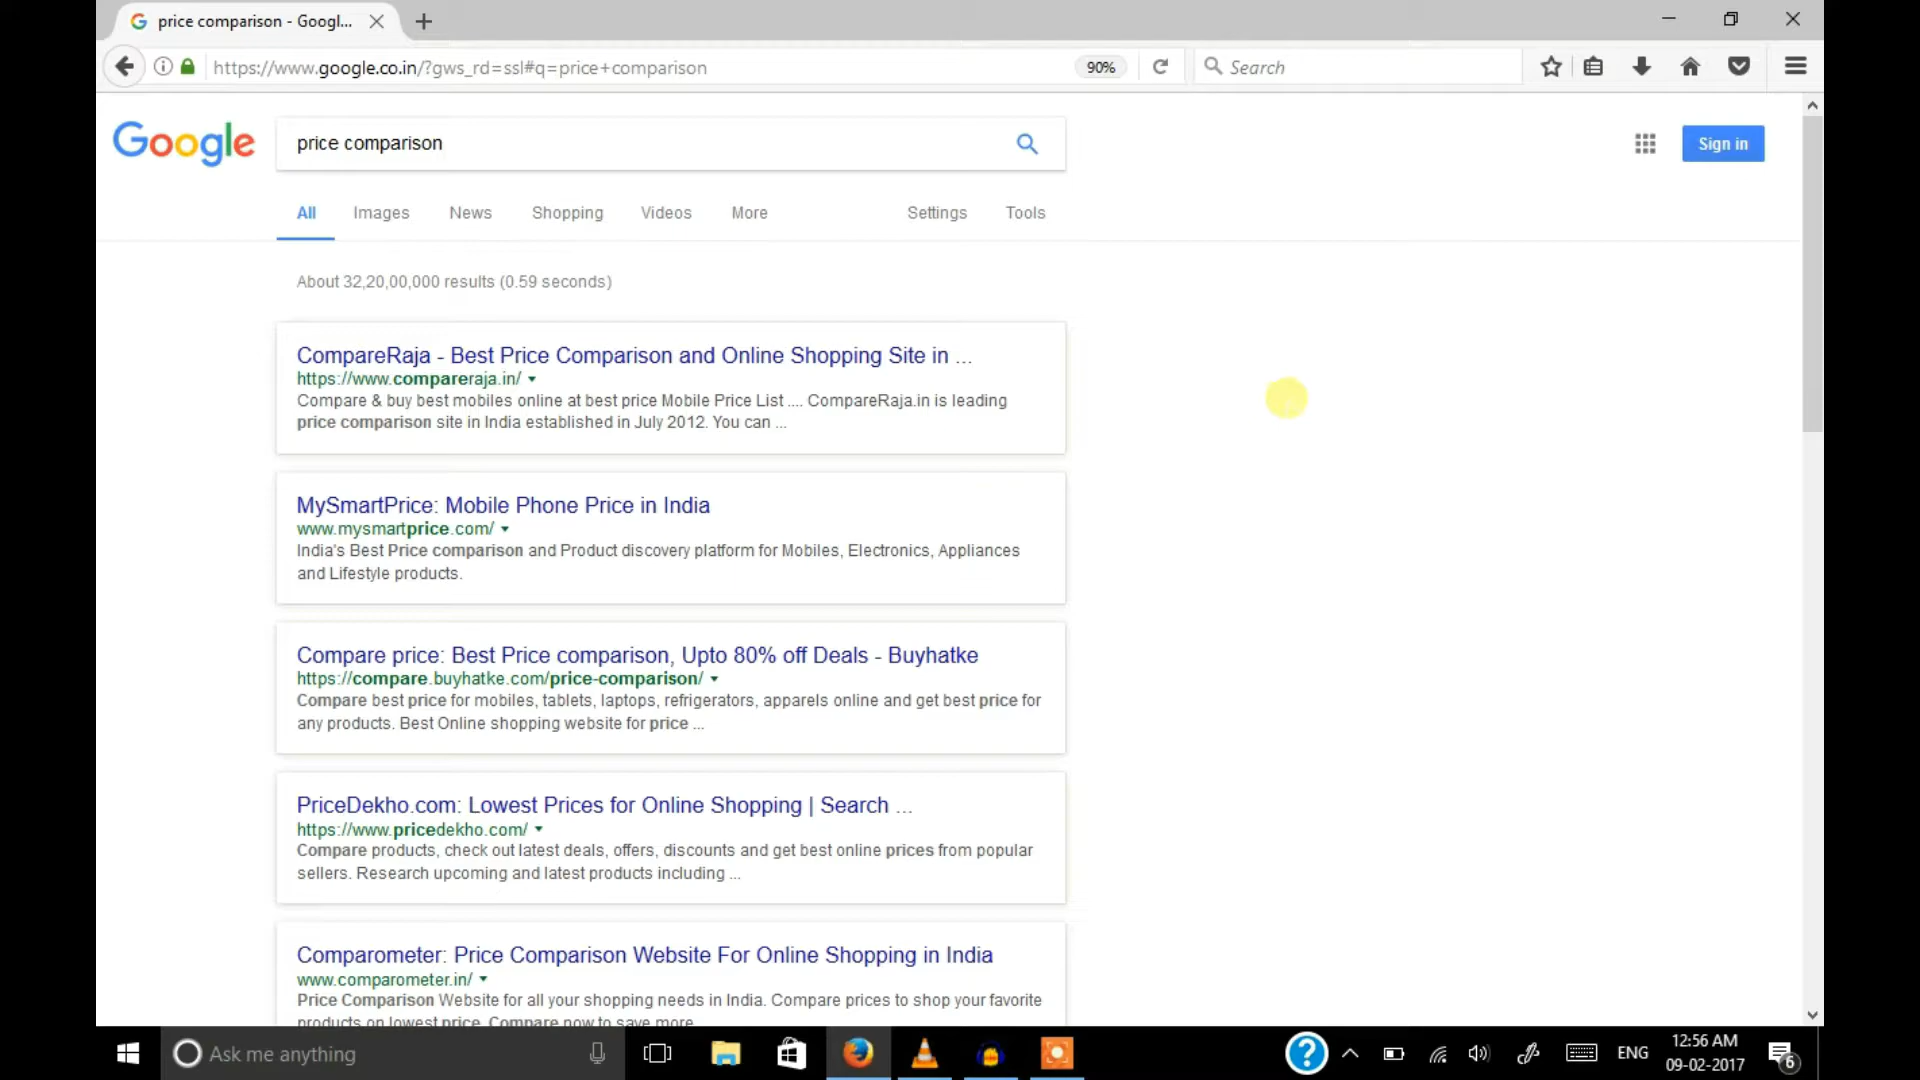 price comparison - Googl...
https://www.google.co.in/?gws_rd=ssl#q=price+comparison
90%
Search
Google
price comparison
Sign in
All Images News Shopping Videos More Settings Tools
About 32,20,00,000 results (0.59 seconds)
CompareRaja - Best Price Comparison and Online Shopping Site in ...
https://www.compareraja.in/
Compare & buy best mobiles online at best price Mobile Price List .... CompareRaja.in is leading
price comparison site in India established in July 2012. You can ...
MySmartPrice: Mobile Phone Price in India
www.mysmartprice.com/
India's Best Price comparison and Product discovery platform for Mobiles, Electronics, Appliances
and Lifestyle products.
Compare price: Best Price comparison, Upto 80% off Deals - Buyhatke
https://compare.buyhatke.com/price-comparison/
Compare best price for mobiles, tablets, laptops, refrigerators, apparels online and get best price for
any products. Best Online shopping website for price ...
PriceDekho.com: Lowest Prices for Online Shopping | Search ...
https://www.pricedekho.com/
Compare products, check out latest deals, offers, discounts and get best online prices from popular
sellers. Research upcoming and latest products including ...
Comparometer: Price Comparison Website For Online Shopping in India
www.comparometer.in/
Price Comparison Website for all your shopping needs in India. Compare prices to shop your favorite
products on lowest price. Compare now to save more.
Ask me anything
ENG
12:56 AM
09-02-2017
6